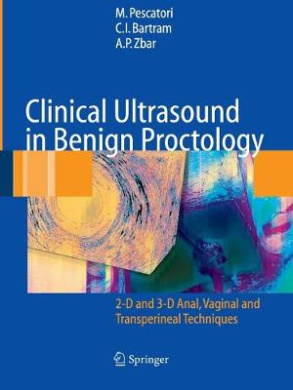 M. Pescatori
C.I. Bartram
A.P. Zbar
Clinical Ultrasound
in Benign Proctology
2-D and 3-D Anal, Vaginal and
Transperineal Techniques
Springer